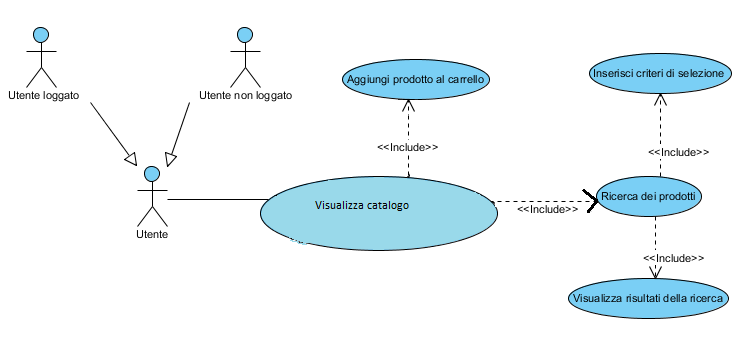 Utente loggato
Utente non loggato
Aggiungi prodotto al carrello
Inserisci criteri di selezione
<<Include>>
<<Include>>
Utente
Visualizza catalogo
<<Include>>
Ricerca dei prodotti
<<Include>>
Visualizza risultati della ricerca